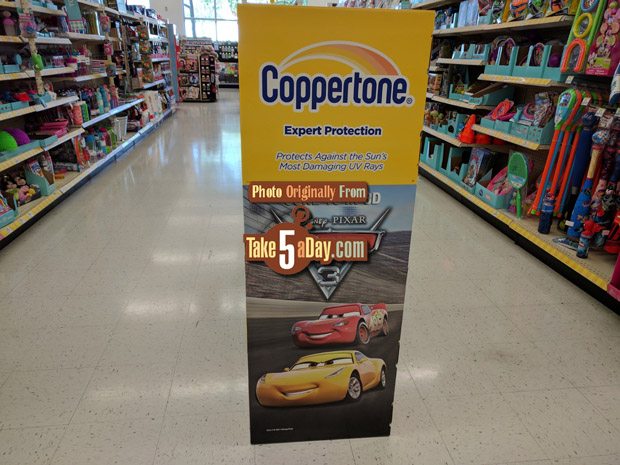 Coppertone®
Expert Protection
Protects Against the Sun's
Most Damaging UV Rays
Photo Originally From
PIXAR
Take 5 aDay.com
3